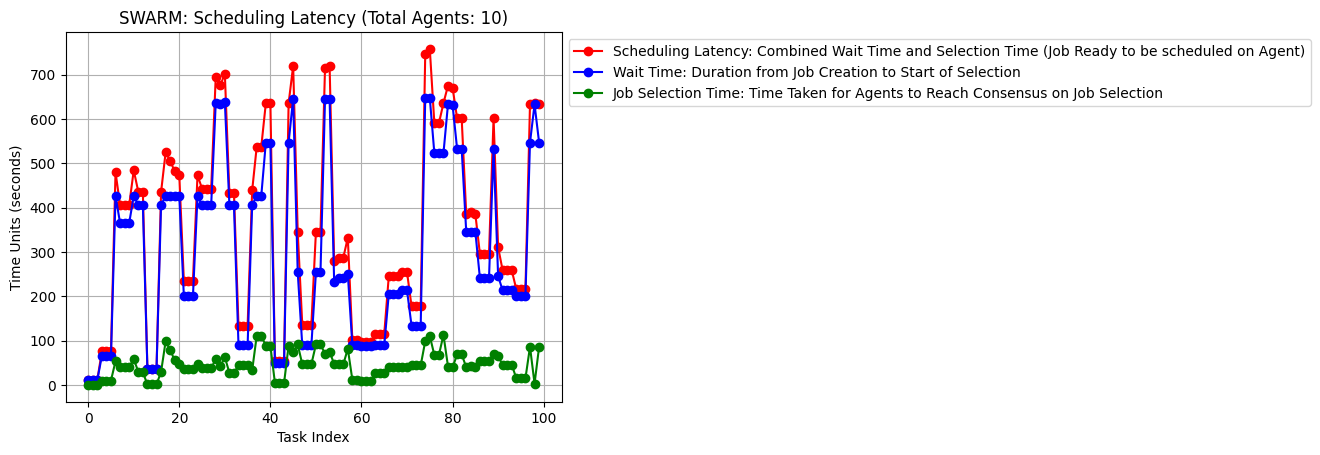 SWARM: Scheduling Latency (Total Agents: 10)
Scheduling Latency: Combined Wait Time and Selection Time (Job Ready to be scheduled on Agent)
Wait Time: Duration from Job Creation to Start of Selection
Job Selection Time: Time Taken for Agents to Reach Consensus on Job Selection
Time Units (seconds)
700
600
500
400
300
200
100
0
0 20 40 60 80 100
Task Index